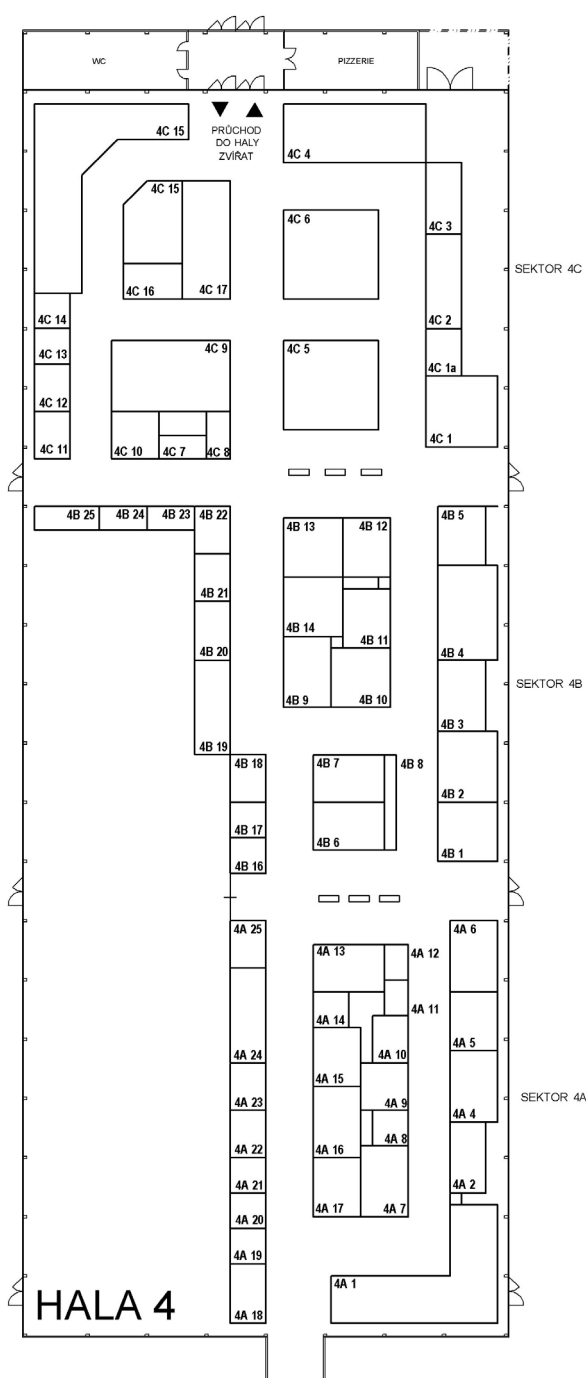 WC
PIZZERIE
4C 15
PRŮCHOD
DO HALY
ZVÍŘAT
4C 4
4C 15
4C 6
4C 3
SEKTOR 4C
4C 16
4C 17
4C 14
4C 2
4C 13
4C 9
4C 5
4C 1a
4C 12
4C 11
4C 10
4C 7
4C 8
4C 1
4B 25
4B 24
4B 23
4B 22
4B 13
4B 12
4B 5
4B 21
4B 14
4B 11
4B 20
4B 4
SEKTOR 4B
4B 9
4B 10
4B 3
4B 19
4B 18
4B 7
4B 8
4B 2
4B 17
4B 6
4B 16
4B 1
4A 25
4A 6
4A 13
4A 12
4A 11
4A 14
4A 5
4A 24
4A 10
4A 15
SEKTOR 4A
4A 23
4A 9
4A 4
4A 8
4A 22
4A 16
4A 21
4A 2
4A 17
4A 7
4A 20
4A 19
4A 1
HALA 4
4A 18